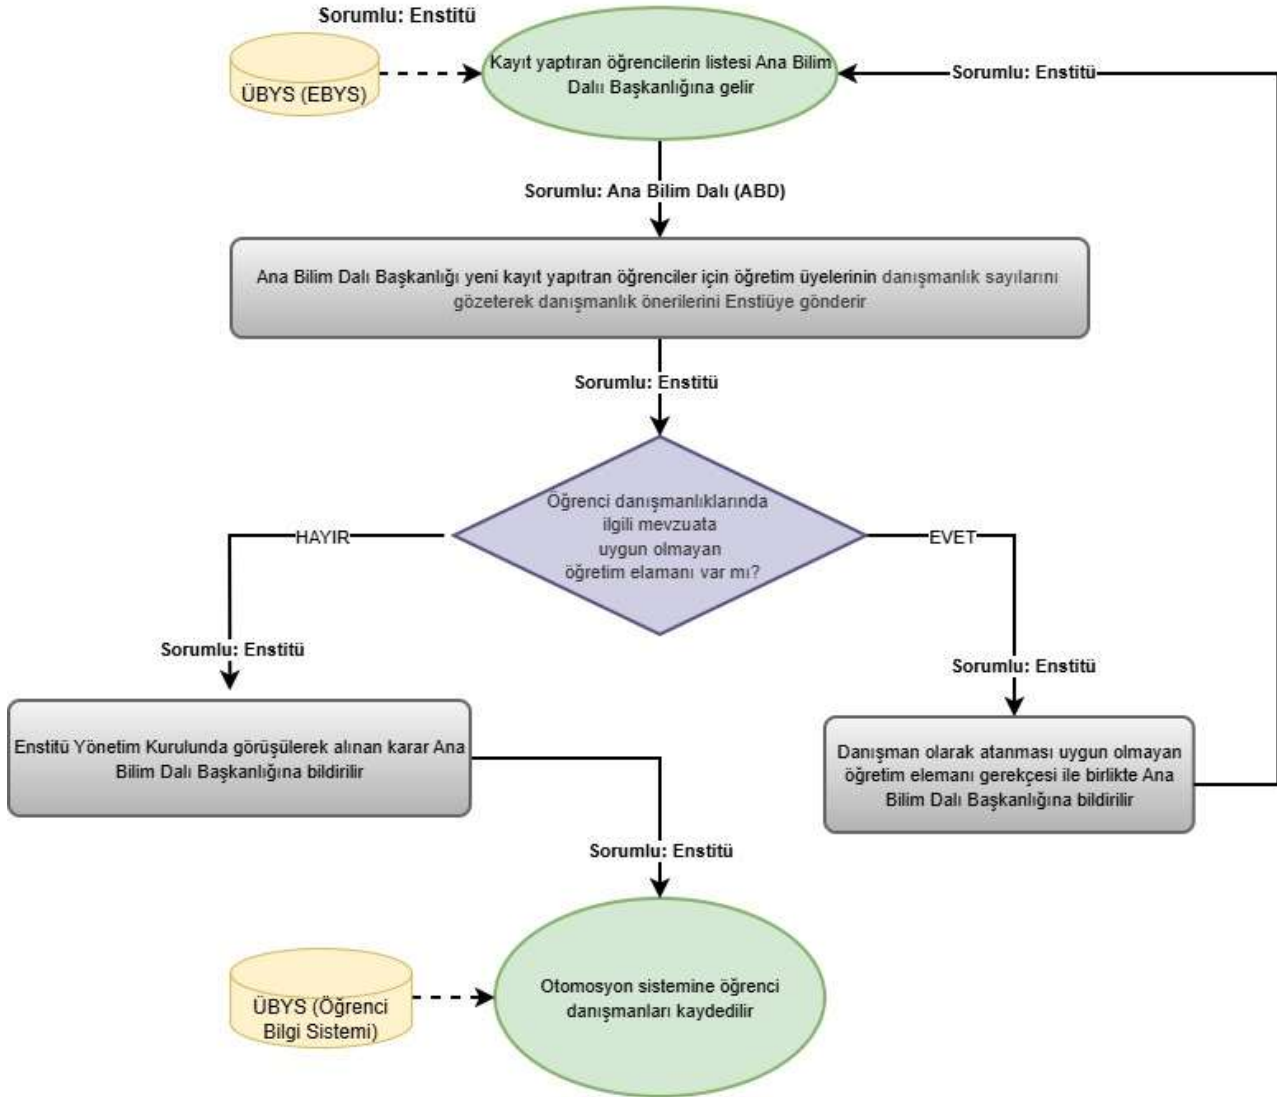 Sorumlu: Enstitü
ÜBYS (EBYS)
Kayıt yaptıran öğrencilerin listesi Ana Bilim
Dalıı Başkanlığına gelir
Sorumlu: Enstitü
Sorumlu: Ana Bilim Dalı (ABD)
Ana Bilim Dalı Başkanlığı yeni kayıt yapıtran öğrenciler için öğretim üyelerinin danışmanlık sayılarını
gözeterek danışmanlık önerilerini Enstiüye gönderir
Sorumlu: Enstitü
Öğrenci danışmanlıklarında
ilgili mevzuata
uygun olmayan
öğretim elamanı var mı?
HAYIR
EVET
Sorumlu: Enstitü
Sorumlu: Enstitü
Enstitü Yönetim Kurulunda görüşülerek alınan karar Ana
Bilim Dalı Başkanlığına bildirilir
Danışman olarak atanması uygun olmayan
öğretim elemanı gerekçesi ile birlikte Ana
Bilim Dalı Başkanlığına bildirilir
Sorumlu: Enstitü
ÜBYS (Öğrenci
Bilgi Sistemi)
Otomosyon sistemine öğrenci
danışmanları kaydedilir